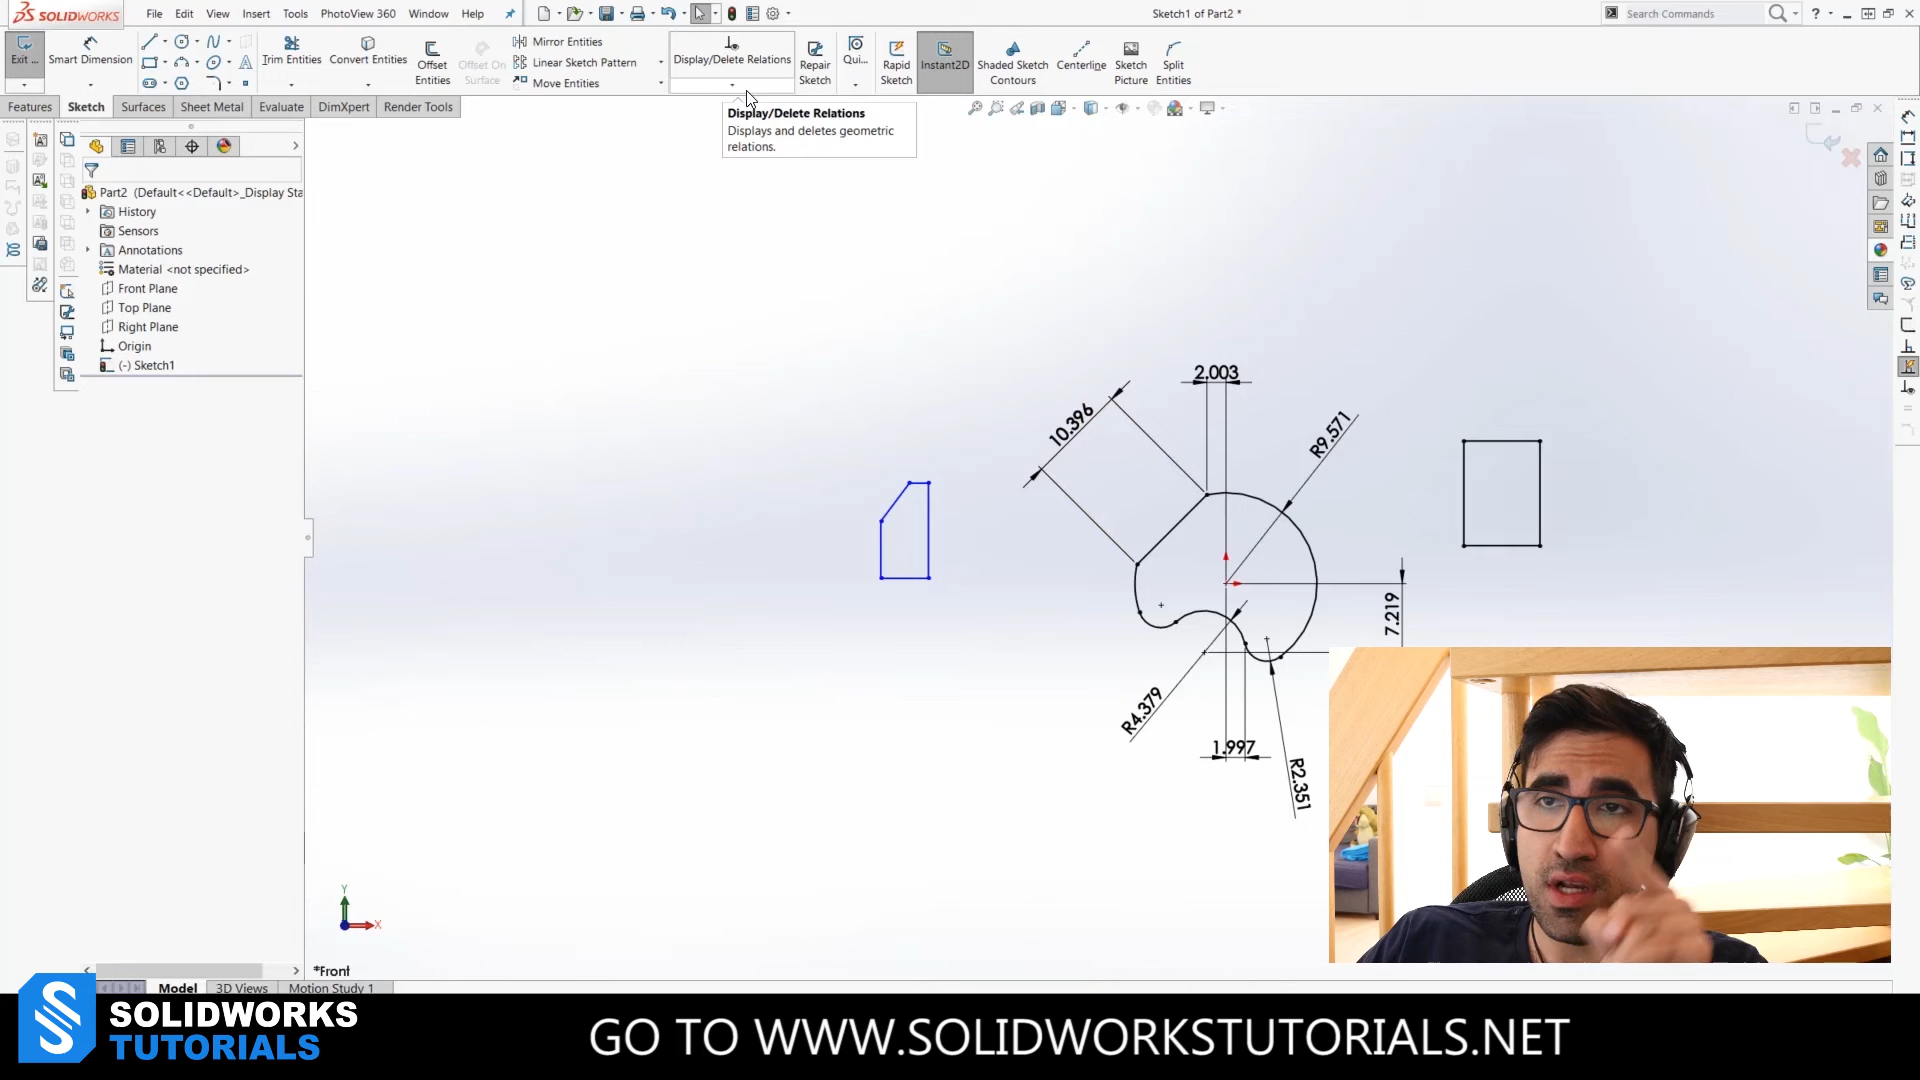 SOLIDWORKS
File Edit View Insert Tools PhotoView 360 Window Help
Sketch1 of Part2 *
Search Commands
Exit ...
Smart Dimension
Trim Entities
Convert Entities
Offset Entities
Offset On Surface
Mirror Entities
Linear Sketch Pattern
Move Entities
Display/Delete Relations
Repair Sketch
Qui...
Rapid Sketch
Instant2D
Shaded Sketch Contours
Centerline
Sketch Picture
Split Entities
Features Sketch Surfaces Sheet Metal Evaluate DimXpert Render Tools
Display/Delete Relations
Displays and deletes geometric
relations.
Part2 (Default<<Default>_Display Sta
History
Sensors
Annotations
Material <not specified>
Front Plane
Top Plane
Right Plane
Origin
(-) Sketch1
2.003
10.396
R9.571
7.219
R4.379
1.997
R2.351
Y
X
*Front
Model 3D Views Motion Study 1
SOLIDWORKS
TUTORIALS
GO TO WWW.SOLIDWORKSTUTORIALS.NET